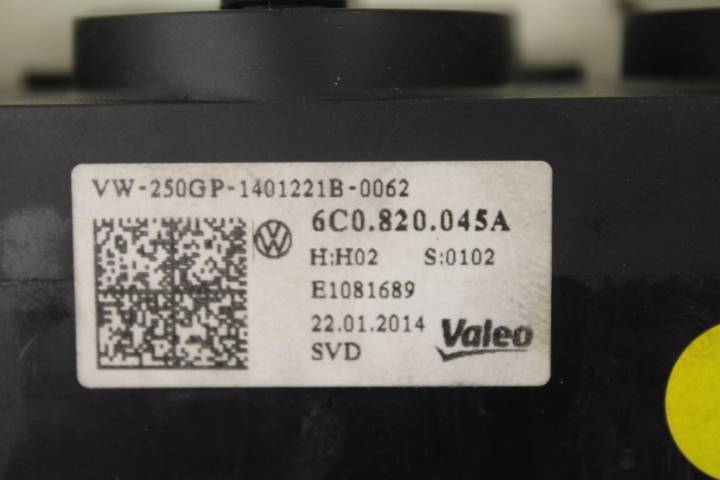 VW-250GP-1401221B-0062
6C0.820.045A
H:H02 S:0102
E1081689
22.01.2014 Valeo
SVD